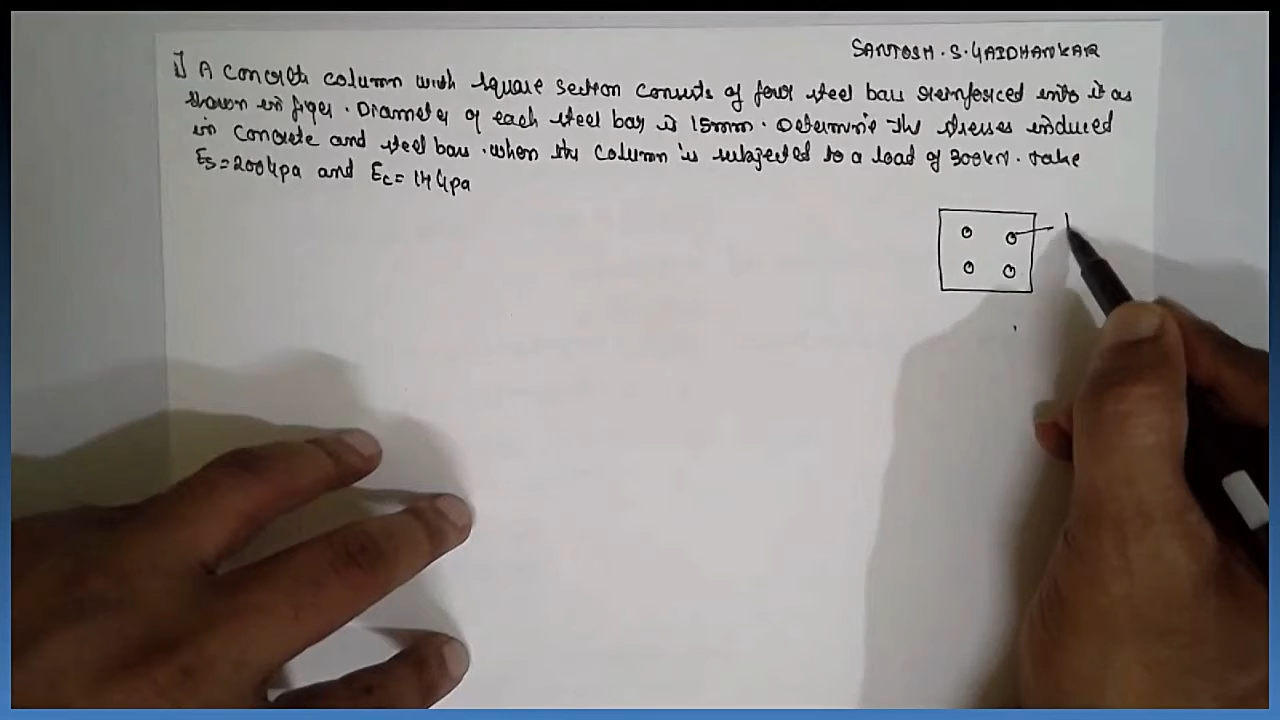 SANTOSH.S.GAIDHANKAR
1] A concrete column with square section consists of four steel bars reinforced into it as
shown in figer. Diameter of each steel bar is 15mm. Determine the stresses induced
in concrete and steel bars. when the column is subjected to a load of 300kN. take
Es=200Gpa and Ec=14Gpa